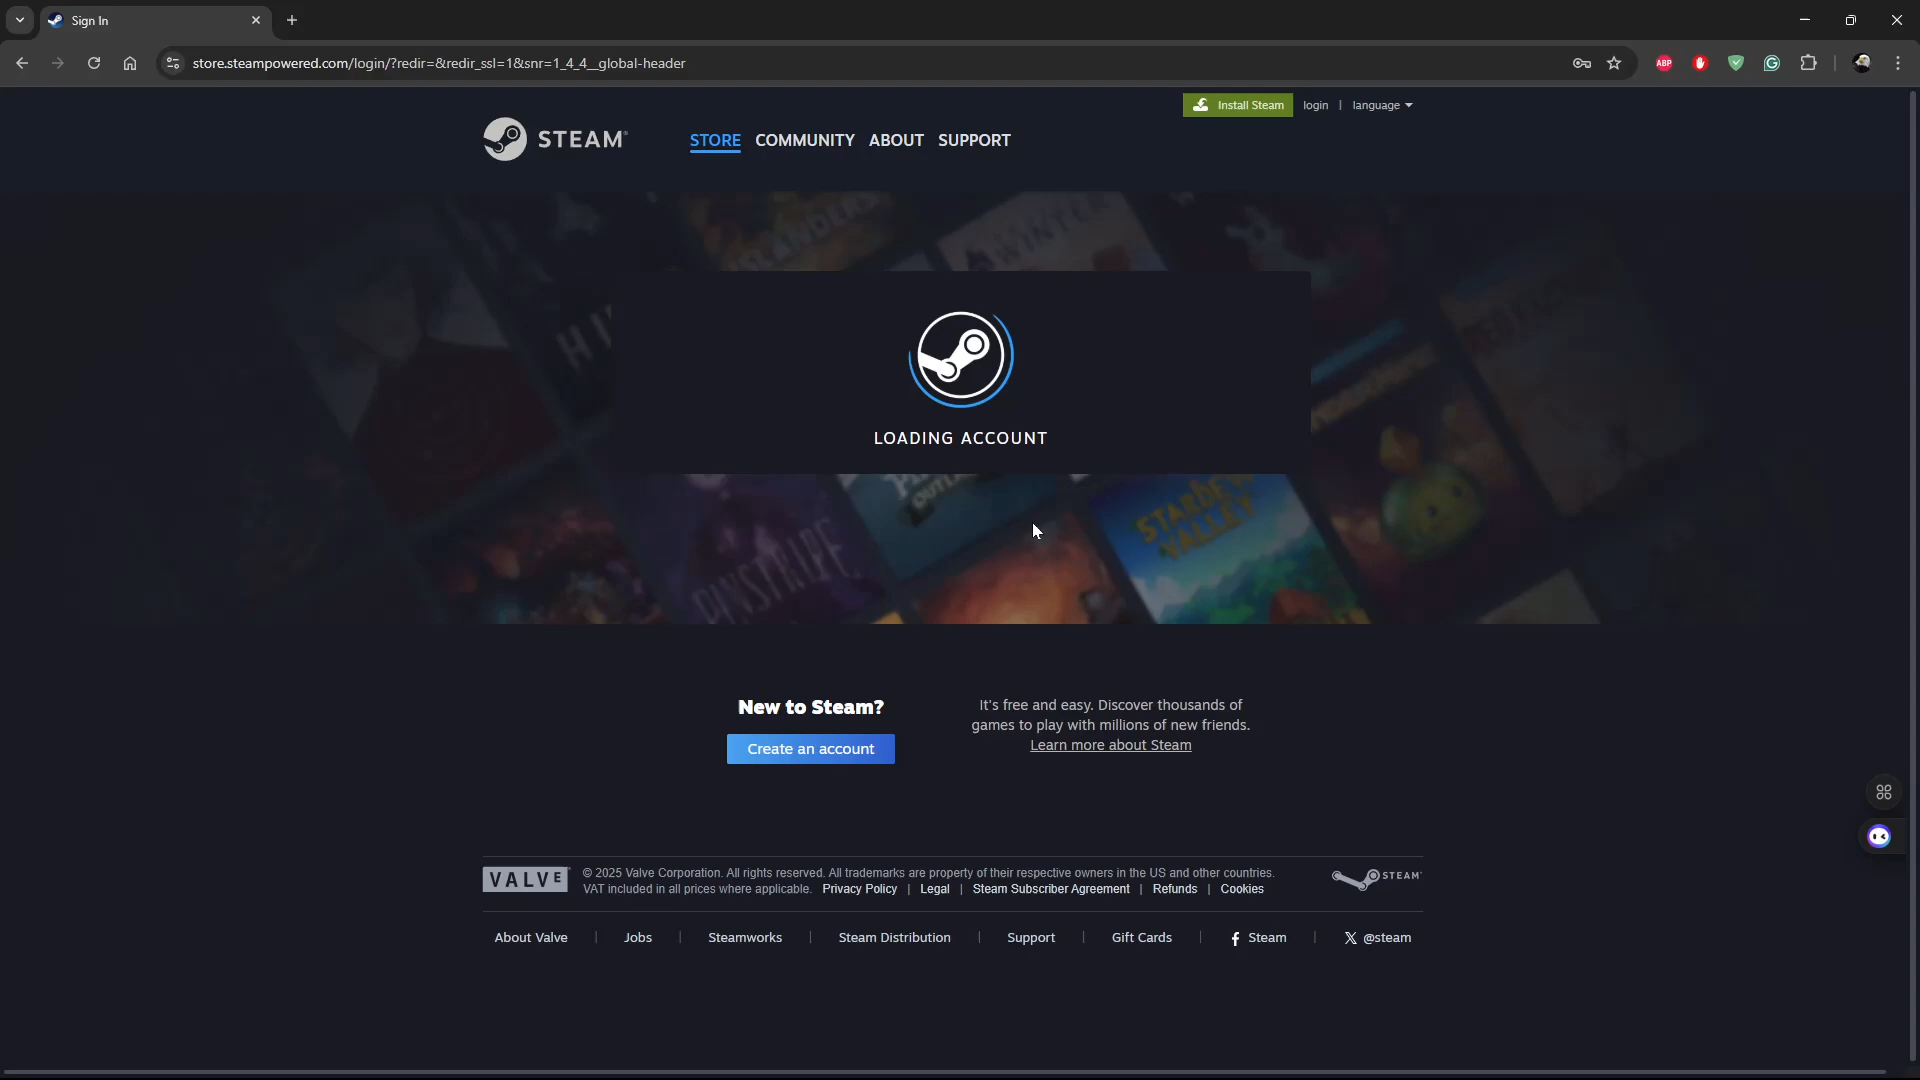 Sign In
store.steampowered.com/login/?redir=&redir_ssl=1&snr=1_4_4__global-header
ABP
Install Steam login | language
STEAM®
STORE COMMUNITY ABOUT SUPPORT
LOADING ACCOUNT
STARDEW
VALLEY
PINSTRIPE
New to Steam?
Create an account
It's free and easy. Discover thousands of
games to play with millions of new friends.
Learn more about Steam
VALVE
© 2025 Valve Corporation. All rights reserved. All trademarks are property of their respective owners in the US and other countries.
VAT included in all prices where applicable. Privacy Policy | Legal | Steam Subscriber Agreement | Refunds | Cookies
STEAM
About Valve | Jobs | Steamworks | Steam Distribution | Support | Gift Cards | Steam | @steam